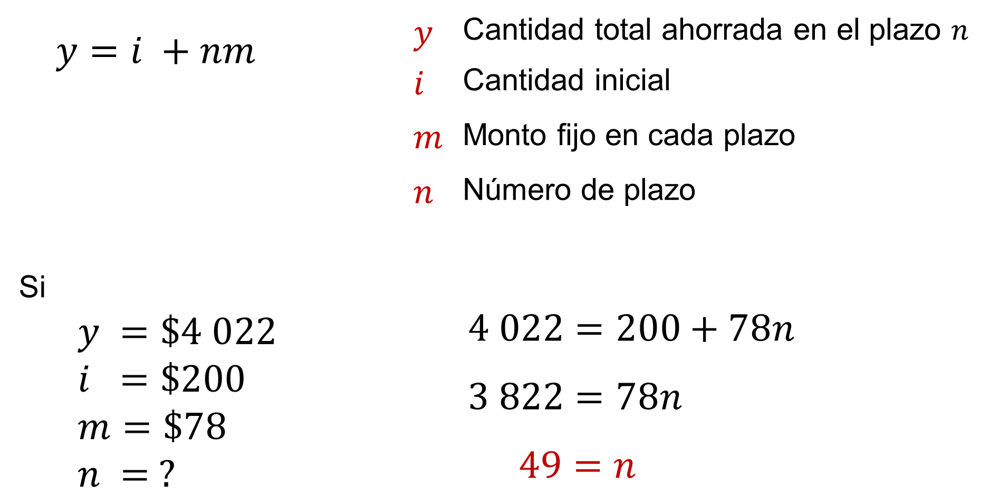 y = i + nm
y Cantidad total ahorrada en el plazo n
i Cantidad inicial
m Monto fijo en cada plazo
n Número de plazo
Si
y = $4 022
i = $200
m = $78
n = ?
4 022 = 200 + 78n
3 822 = 78n
49 = n